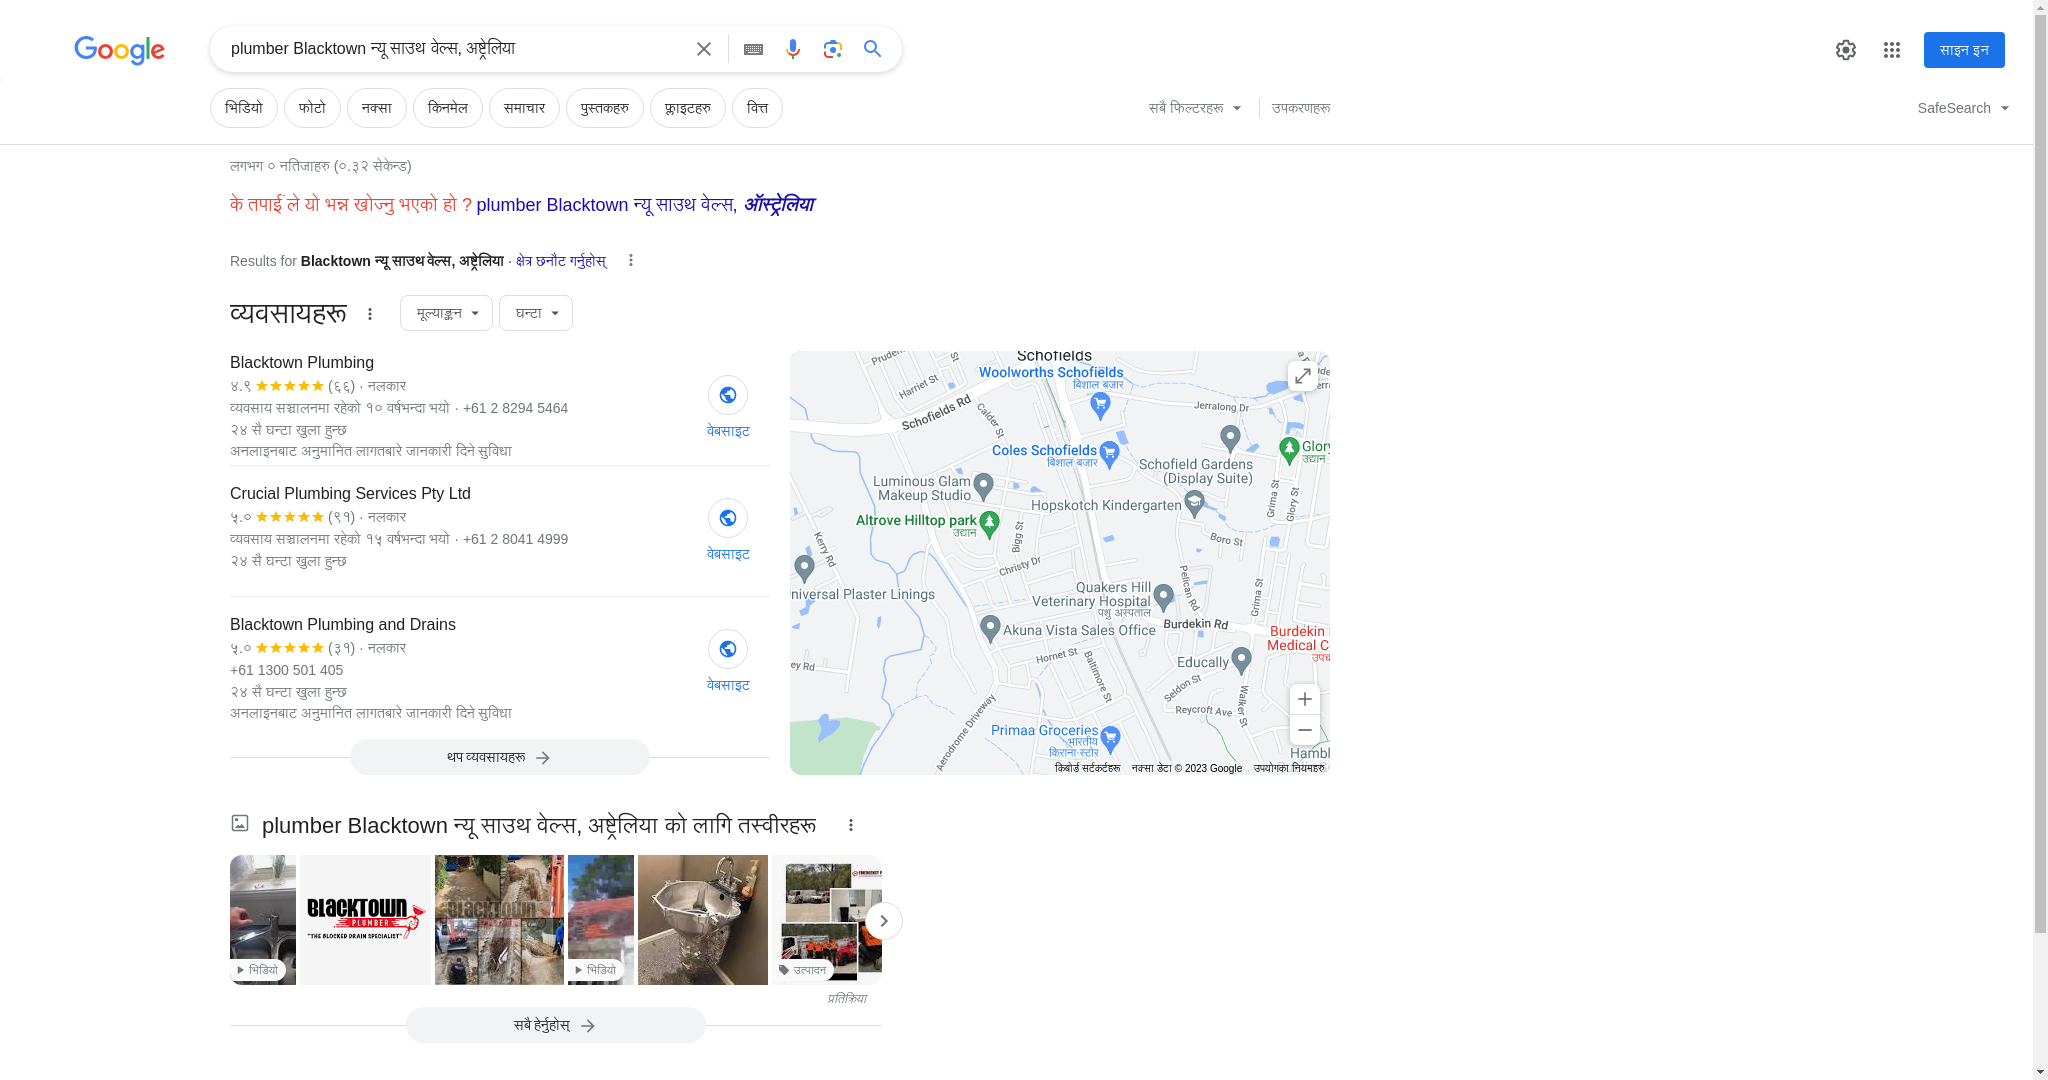 Google
plumber Blacktown न्यू साउथ वेल्स, अष्ट्रेलिया
साइन इन
भिडियो
फोटो
नक्सा
किनमेल
समाचार
पुस्तकहरु
फ्लाइटहरु
वित्त
सबै फिल्टरहरू
उपकरणहरू
SafeSearch
लगभग ० नतिजाहरु (०.३२ सेकेन्ड)
के तपाईंले यो भन्न खोज्नु भएको हो ? plumber Blacktown न्यू साउथ वेल्स, ऑस्ट्रेलिया
Results for Blacktown न्यू साउथ वेल्स, अष्ट्रेलिया · क्षेत्र छनौट गर्नुहोस्
व्यवसायहरू
मूल्याङ्कन
घन्टा
Blacktown Plumbing
४.९ (६६) · नलकार
व्यवसाय सञ्चालनमा रहेको १० वर्षभन्दा भयो · +61 2 8294 5464
२४ सै घन्टा खुला हुन्छ
अनलाइनबाट अनुमानित लागतबारे जानकारी दिने सुविधा
वेबसाइट
Crucial Plumbing Services Pty Ltd
५.० (९१) · नलकार
व्यवसाय सञ्चालनमा रहेको १५ वर्षभन्दा भयो · +61 2 8041 4999
२४ सै घन्टा खुला हुन्छ
वेबसाइट
Blacktown Plumbing and Drains
५.० (३१) · नलकार
+61 1300 501 405
२४ सै घन्टा खुला हुन्छ
अनलाइनबाट अनुमानित लागतबारे जानकारी दिने सुविधा
वेबसाइट
थप व्यवसायहरू
Schofields
Woolworths Schofields
बिशाल बजार
Harriet St
Schofields Rd
Calder St
Jerralong Dr
Coles Schofields
बिशाल बजार
Glory
उद्यान
Schofield Gardens
(Display Suite)
Luminous Glam
Makeup Studio
Hopskotch Kindergarten
Grima St
Glory St
Altrove Hilltop park
उद्यान
Bigg St
Kerry Rd
Boro St
Christy Dr
Pelican Rd
niversal Plaster Linings
Quakers Hill
Veterinary Hospital
पशु अस्पताल
Grima St
Akuna Vista Sales Office
Burdekin Rd
Burdekin
Medical C
ey Rd
Hornet St
Baltimore St
Educally
Seldon St
Walker St
Reycroft Ave
Aerodrome Driveway
Primaa Groceries
भारतीय
किराना स्टोर
Hambl
किबोर्ड सर्टकर्टहरू
नक्सा डेटा © 2023 Google
उपयोगका नियमहरु
plumber Blacktown न्यू साउथ वेल्स, अष्ट्रेलिया को लागि तस्वीरहरू
भिडियो
BLACKTOWN
PLUMBER
"THE BLOCKED DRAIN SPECIALIST"
BLACKTOWN
भिडियो
EMERGENCY
उत्पादन
प्रतिक्रिया
सबै हेर्नुहोस्